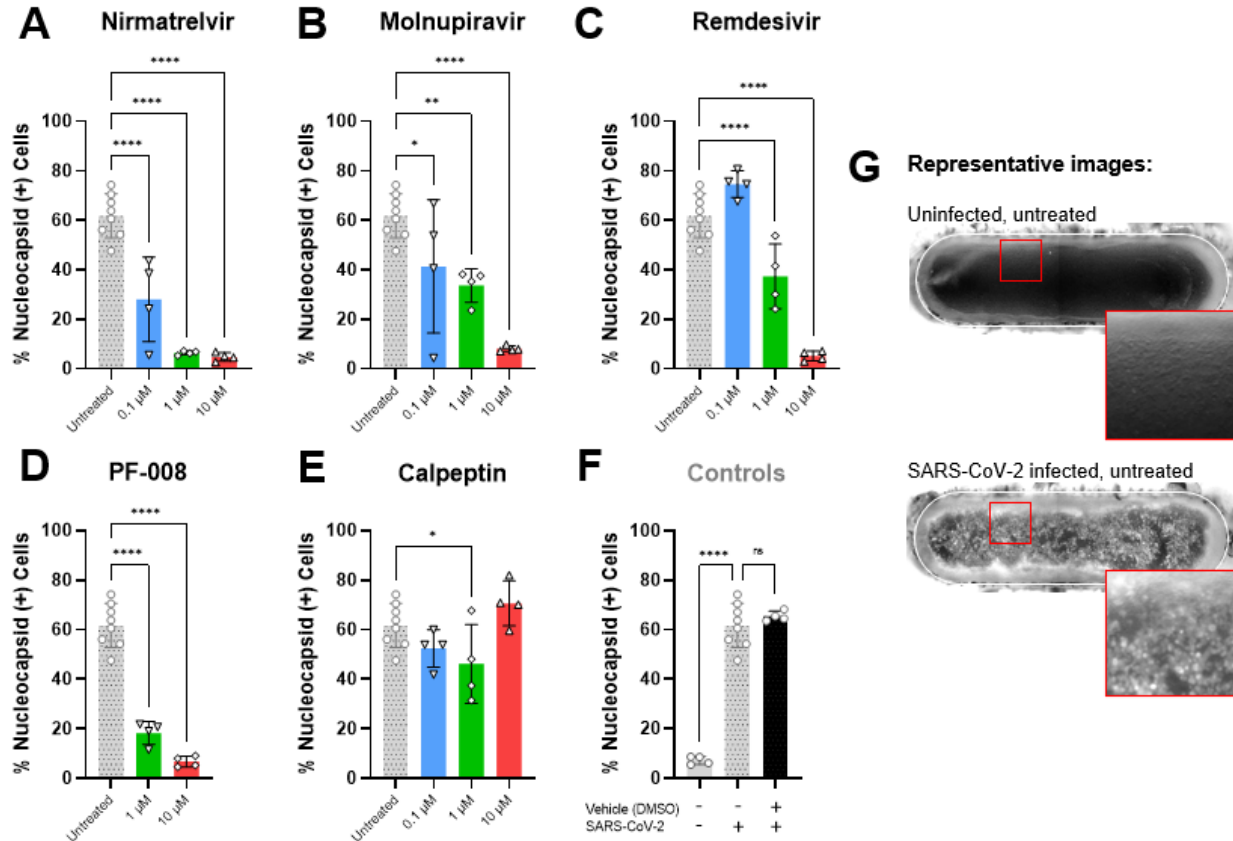 A Nirmatrelvir
****
****
****
% Nucleocapsid (+) Cells
100
80
60
40
20
0
Untreated
0.1 µM
1 µM
10 µM
B Molnupiravir
****
**
*
% Nucleocapsid (+) Cells
100
80
60
40
20
0
Untreated
0.1 µM
1 µM
10 µM
C Remdesivir
****
****
% Nucleocapsid (+) Cells
100
80
60
40
20
0
Untreated
0.1 µM
1 µM
10 µM
D PF-008
****
****
% Nucleocapsid (+) Cells
100
80
60
40
20
0
Untreated
1 µM
10 µM
E Calpeptin
*
% Nucleocapsid (+) Cells
100
80
60
40
20
0
Untreated
0.1 µM
1 µM
10 µM
F Controls
**** ns
% Nucleocapsid (+) Cells
100
80
60
40
20
0
Vehicle (DMSO) - - +
SARS-CoV-2 - + +
G Representative images:
Uninfected, untreated
SARS-CoV-2 infected, untreated